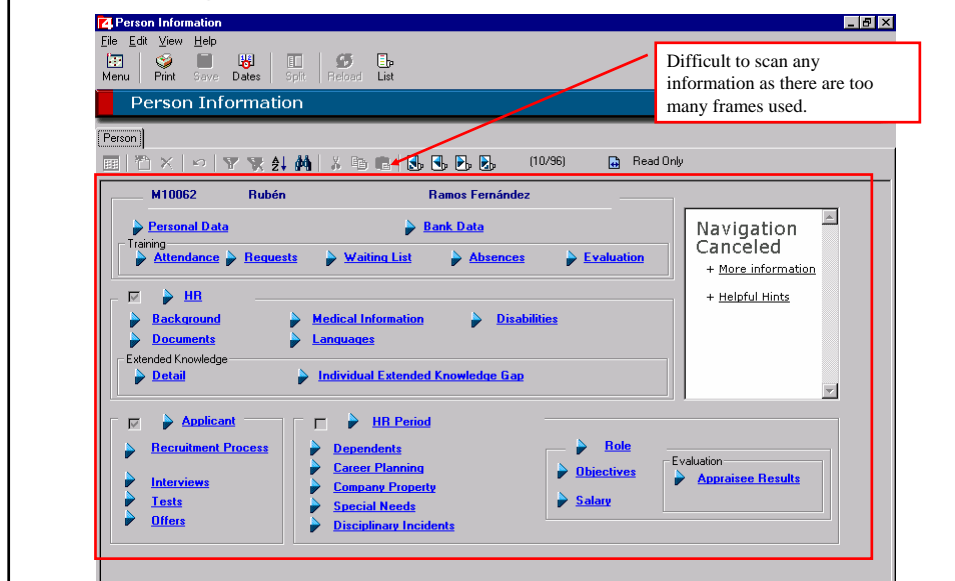 Person Information
File Edit View Help
Menu Print Save Dates Split Reload List
Difficult to scan any
information as there are too
many frames used.
Person Information
Person
(10/96) Read Only
M10062 Rubén Ramos Fernández
Personal Data Bank Data
Training
Attendance Requests Waiting List Absences Evaluation
Navigation
Canceled
+ More information
+ Helpful Hints
HR
Background Medical Information Disabilities
Documents Languages
Extended Knowledge
Detail Individual Extended Knowledge Gap
Applicant
Recruitment Process
Interviews
Tests
Offers
HR Period
Dependents
Career Planning
Company Property
Special Needs
Disciplinary Incidents
Role
Objectives
Salary
Evaluation
Appraisee Results